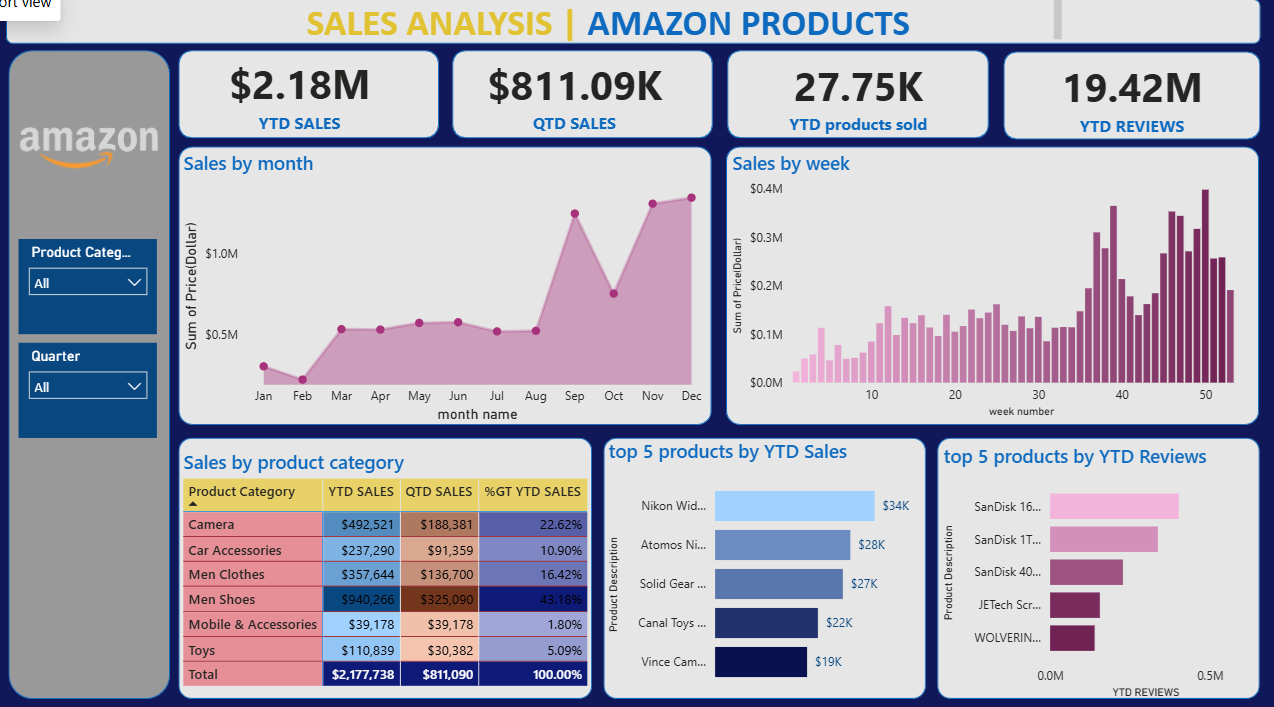 ort view
SALES ANALYSIS | AMAZON PRODUCTS
amazon
$2.18M
YTD SALES
$811.09K
QTD SALES
27.75K
YTD products sold
19.42M
YTD REVIEWS
Product Categ...
All
Quarter
All
Sales by month
Sum of Price(Dollar)
$1.0M
$0.5M
Jan Feb Mar Apr May Jun Jul Aug Sep Oct Nov Dec
month name
Sales by week
Sum of Price(Dollar)
$0.4M
$0.3M
$0.2M
$0.1M
$0.0M
10 20 30 40 50
week number
Sales by product category
Product Category YTD SALES QTD SALES %GT YTD SALES
Camera $492,521 $188,381 22.62%
Car Accessories $237,290 $91,359 10.90%
Men Clothes $357,644 $136,700 16.42%
Men Shoes $940,266 $325,090 43.18%
Mobile & Accessories $39,178 $39,178 1.80%
Toys $110,839 $30,382 5.09%
Total $2,177,738 $811,090 100.00%
top 5 products by YTD Sales
Product Description
Nikon Wid... $34K
Atomos Ni... $28K
Solid Gear ... $27K
Canal Toys ... $22K
Vince Cam... $19K
top 5 products by YTD Reviews
Product Description
SanDisk 16...
SanDisk 1T...
SanDisk 40...
JETech Scr...
WOLVERIN...
0.0M 0.5M
YTD REVIEWS